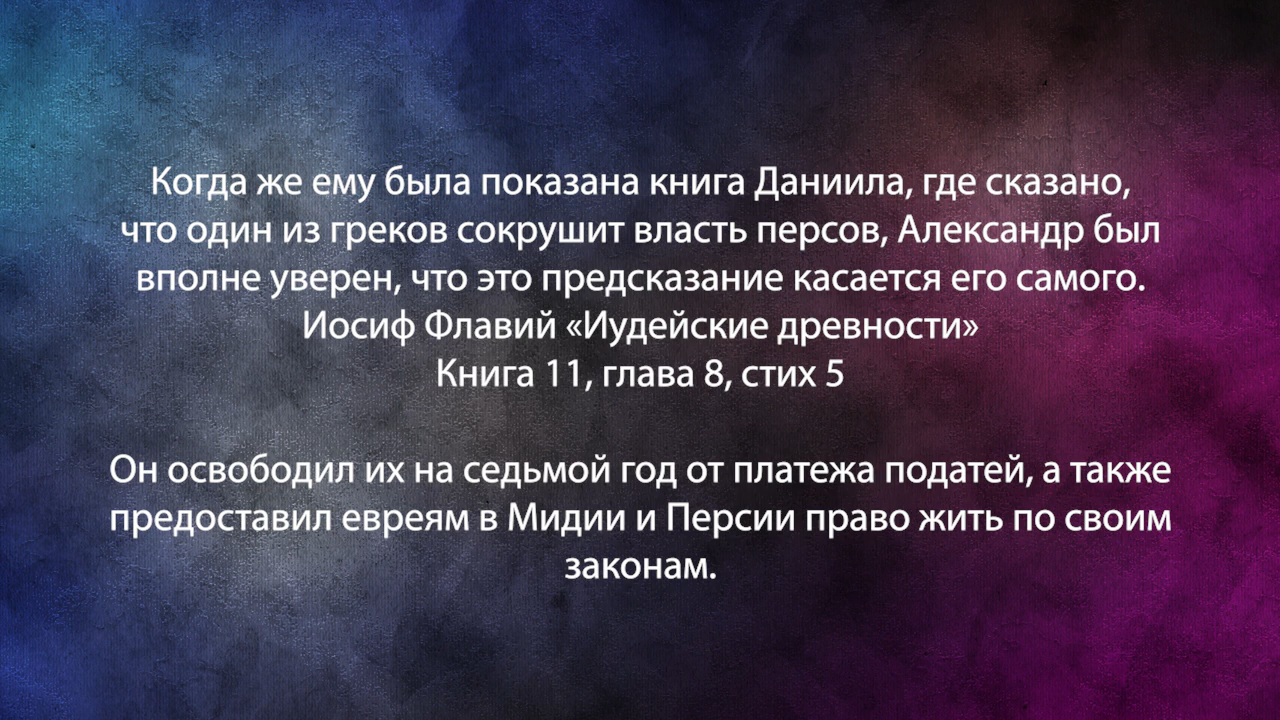 Когда же ему была показана книга Даниила, где сказано,
что один из греков сокрушит власть персов, Александр был
вполне уверен, что это предсказание касается его самого.
Иосиф Флавий «Иудейские древности»
Книга 11, глава 8, стих 5
Он освободил их на седьмой год от платежа податей, а также
предоставил евреям в Мидии и Персии право жить по своим
законам.